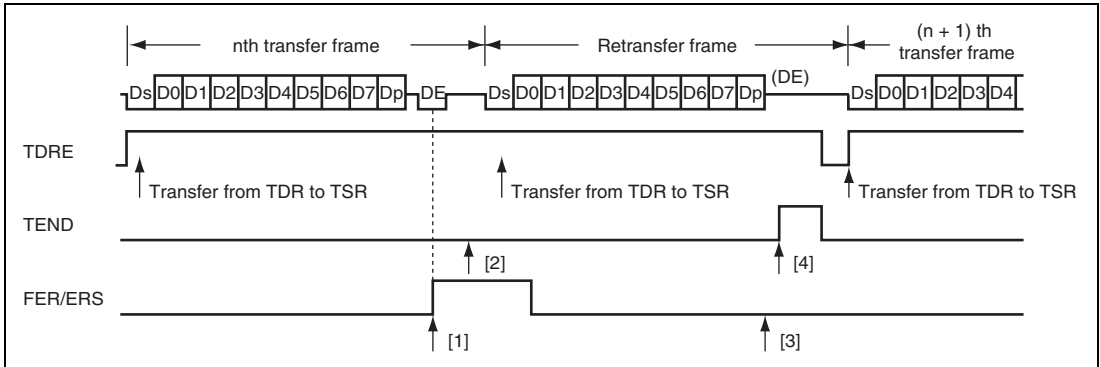 nth transfer frame
Retransfer frame
(n + 1) th
transfer frame
Ds D0 D1 D2 D3 D4 D5 D6 D7 Dp DE
Ds D0 D1 D2 D3 D4 D5 D6 D7 Dp (DE)
Ds D0 D1 D2 D3 D4
TDRE
Transfer from TDR to TSR
Transfer from TDR to TSR
Transfer from TDR to TSR
TEND
[2]
[4]
FER/ERS
[1]
[3]